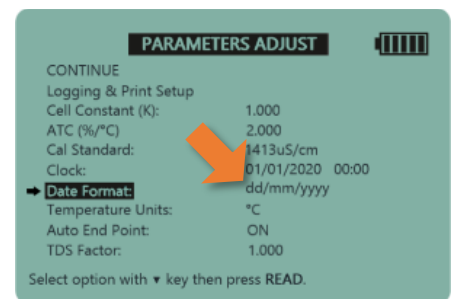 PARAMETERS ADJUST
CONTINUE
Logging & Print Setup
Cell Constant (K): 1.000
ATC (%/°C) 2.000
Cal Standard: 1413uS/cm
Clock: 01/01/2020 00:00
Date Format: dd/mm/yyyy
Temperature Units: °C
Auto End Point: ON
TDS Factor: 1.000
Select option with ▼ key then press READ.